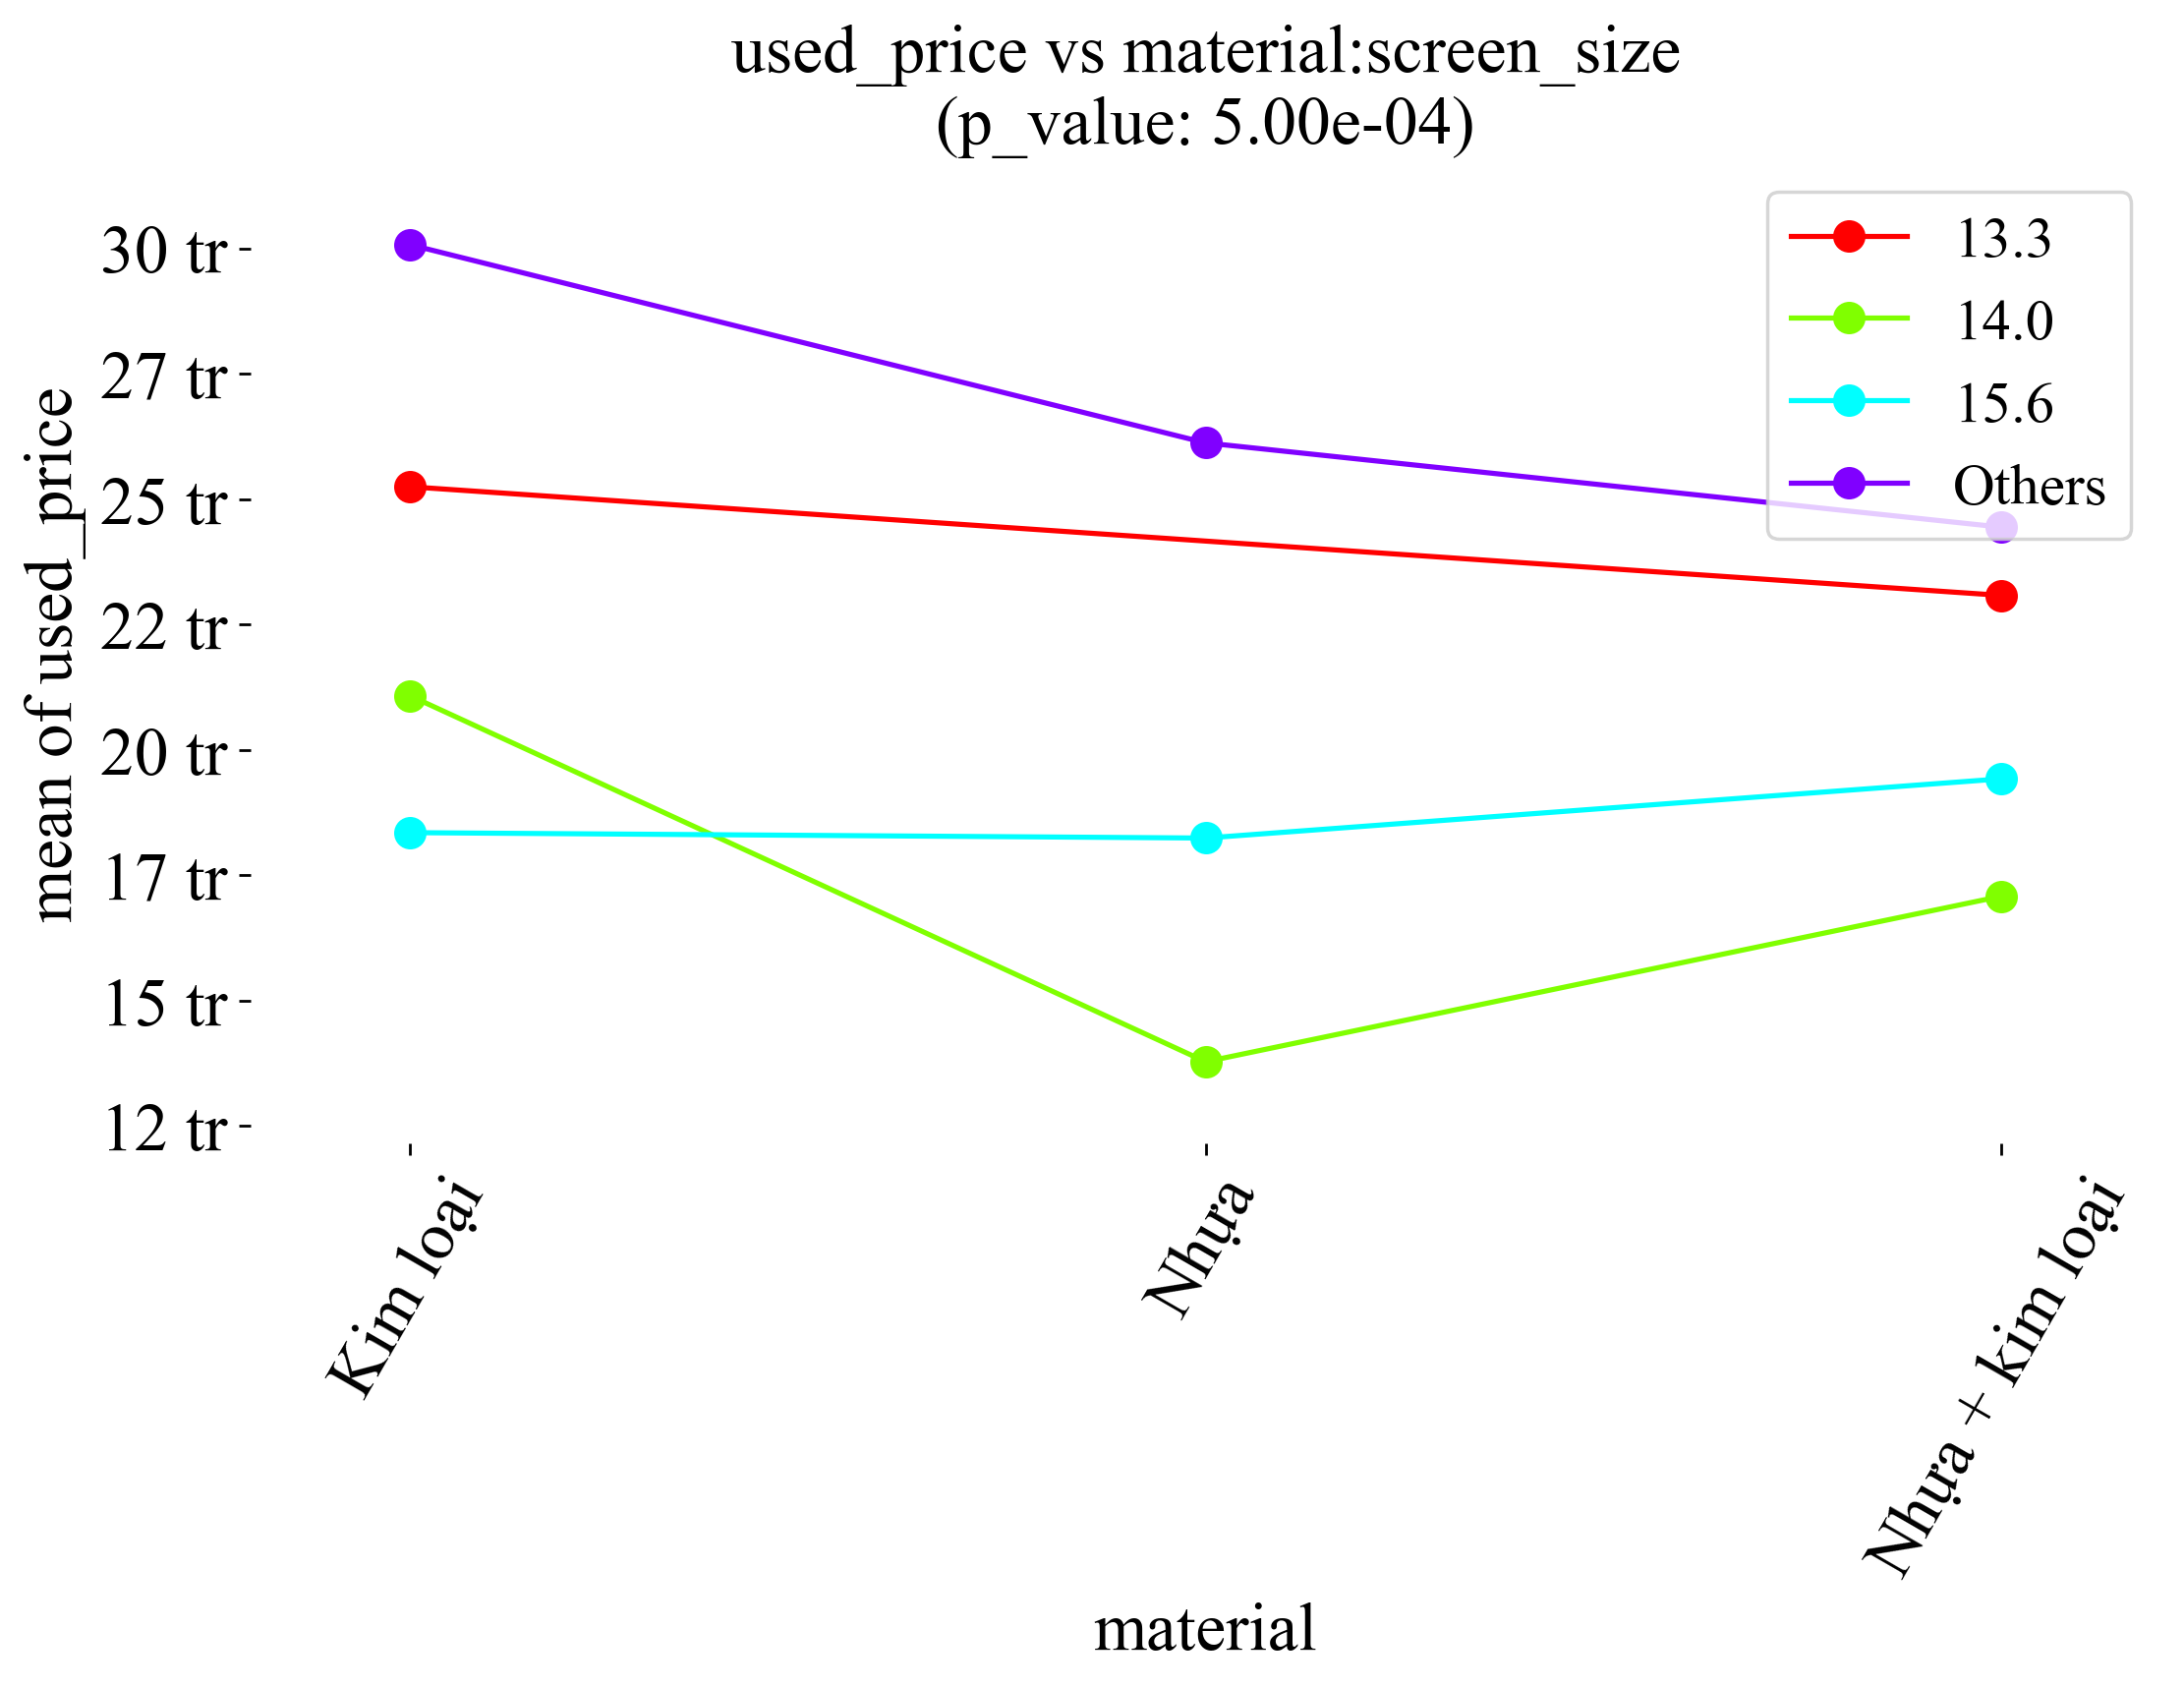 used_price vs material:screen_size
(p_value: 5.00e-04)
13.3
14.0
15.6
Others
mean of used_price
30 tr
27 tr
25 tr
22 tr
20 tr
17 tr
15 tr
12 tr
Kim loại
Nhựa
Nhựa + kim loại
material